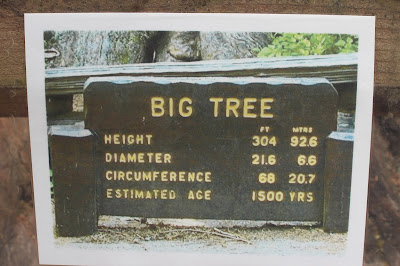 BIG TREE
FT MTRS
HEIGHT 304 92.6
DIAMETER 21.6 6.6
CIRCUMFERENCE 68 20.7
ESTIMATED AGE 1500 YRS